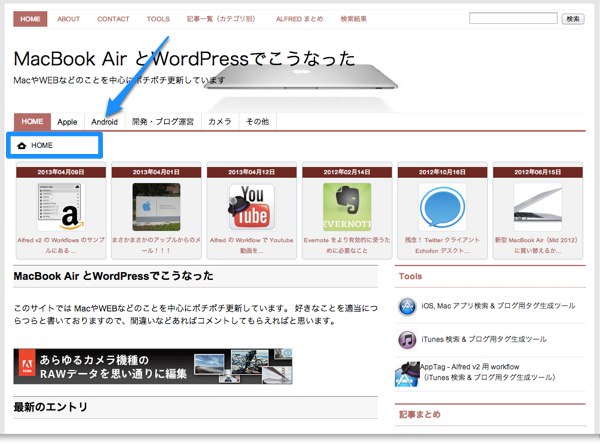 HOME ABOUT CONTACT TOOLS 記事一覧（カテゴリ別） ALFRED まとめ 検索結果 検索
MacBook Air とWordPressでこうなった
MacやWEBなどのことを中心にボチボチ更新しています
HOME Apple Android 開発・ブログ運営 カメラ その他
HOME
2013年04月09日
Alfred v2 の Workflows のサンプ
ルにある ...
2013年04月01日
まさかまさかのアップルからのメ
ール！！！
2013年04月12日
You
Tube
Alfred の Workflow で Youtube
動画を...
2012年02月14日
EVERNOTE
Evernote をより有効的に使うた
めに必要なこと
2012年10月16日
残念！ Twitter クライアント
Echofon デスクト...
2012年06月15日
新型 MacBook Air（Mid 2012）
に買い替えるか...
MacBook Air とWordPressでこうなった
このサイトでは MacやWEBなどのことを中心にボチボチ更新しています。 好きなことを適当につ
らつらと書いておりますので、間違いなどあればコメントしてもらえればと思います。
Adobe
あらゆるカメラ機種の
RAWデータを思い通りに編集
最新のエントリ
Tools
iOS, Mac アプリ検索 & ブログ用タグ生成ツール
iTunes 検索 & ブログ用タグ生成ツール
AppTag - Alfred v2 用 workflow
（iTunes 検索 & ブログ用タグ生成ツール）
記事まとめ